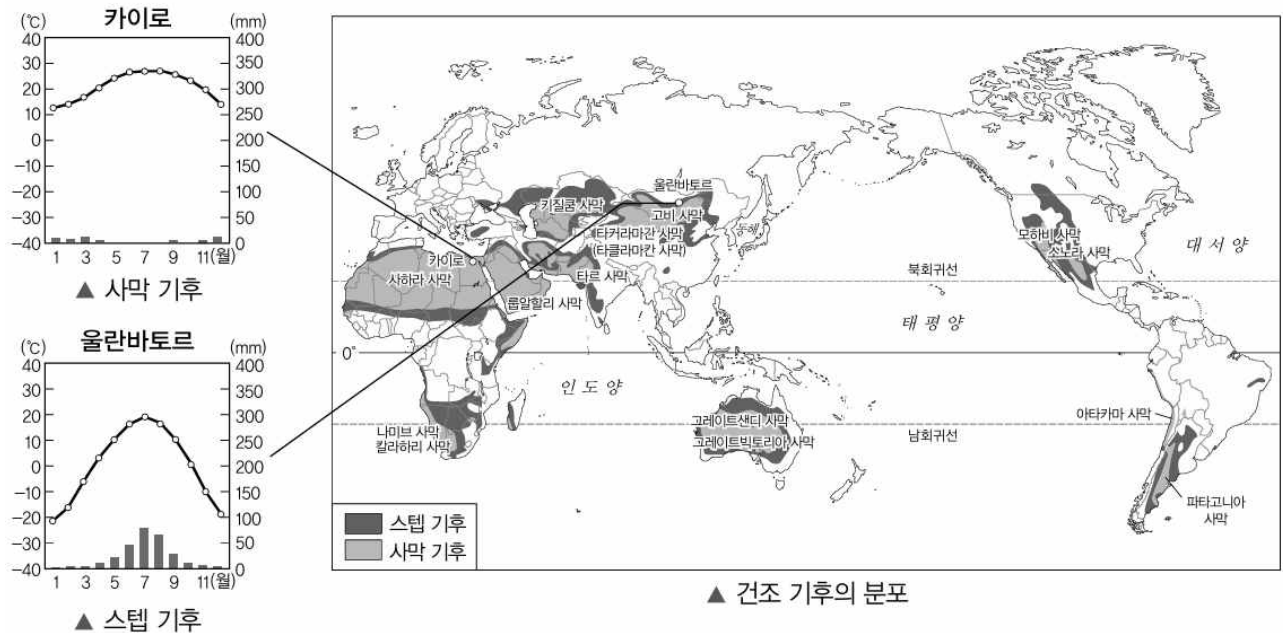 카이로
(℃) (mm)
40 400
30 350
20 300
10 250
0 200
-10 150
-20 100
-30 50
-40 0
1 3 5 7 9 11(월)
▲ 사막 기후
울란바토르
(℃) (mm)
40 400
30 350
20 300
10 250
0 200
-10 150
-20 100
-30 50
-40 0
1 3 5 7 9 11(월)
▲ 스텝 기후
울란바토르
키질쿰 사막
고비 사막
타커라마간 사막
(타클라마칸 사막)
동해
카이로
사하라 사막
타르 사막
룹알할리 사막
모하비 사막
소노라 사막
대서양
북회귀선
태평양
0°
인도양
나미브 사막
칼라하리 사막
그레이트샌디 사막
그레이트빅토리아 사막
남회귀선
아타카마 사막
파타고니아
사막
스텝 기후
사막 기후
▲ 건조 기후의 분포